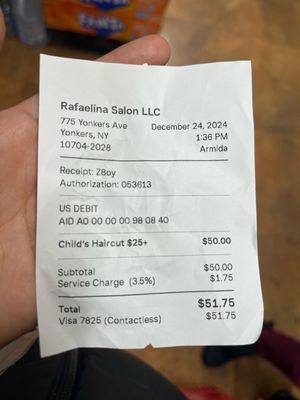 Rafaelina Salon LLC
775 Yonkers Ave
Yonkers, NY
10704-2028
December 24, 2024
1:36 PM
Armida
Receipt: Z8oy
Authorization: 053613
US DEBIT
AID A0 00 00 00 98 08 40
Child's Haircut $25+ $50.00
Subtotal $50.00
Service Charge (3.5%) $1.75
Total $51.75
Visa 7825 (Contactless) $51.75